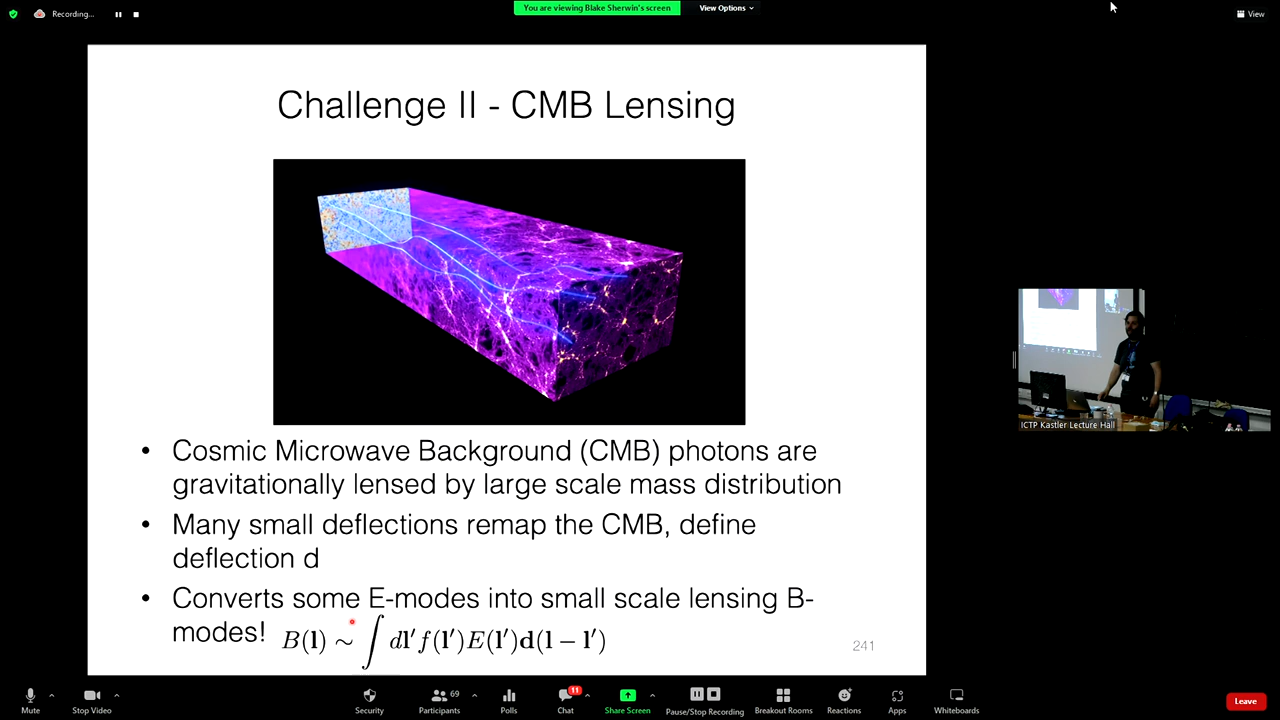 Recording...
You are viewing Blake Sherwin's screen
View Options
View
Challenge II - CMB Lensing
• Cosmic Microwave Background (CMB) photons are
gravitationally lensed by large scale mass distribution
• Many small deflections remap the CMB, define
deflection d
• Converts some E-modes into small scale lensing B-
modes! B(l) ∼ ∫ dl′f(l′)E(l′)d(l − l′)
241
ICTP Kastler Lecture Hall
Mute
Stop Video
Security
Participants
69
Polls
Chat
11
Share Screen
Pause/Stop Recording
Breakout Rooms
Reactions
Apps
Whiteboards
Leave